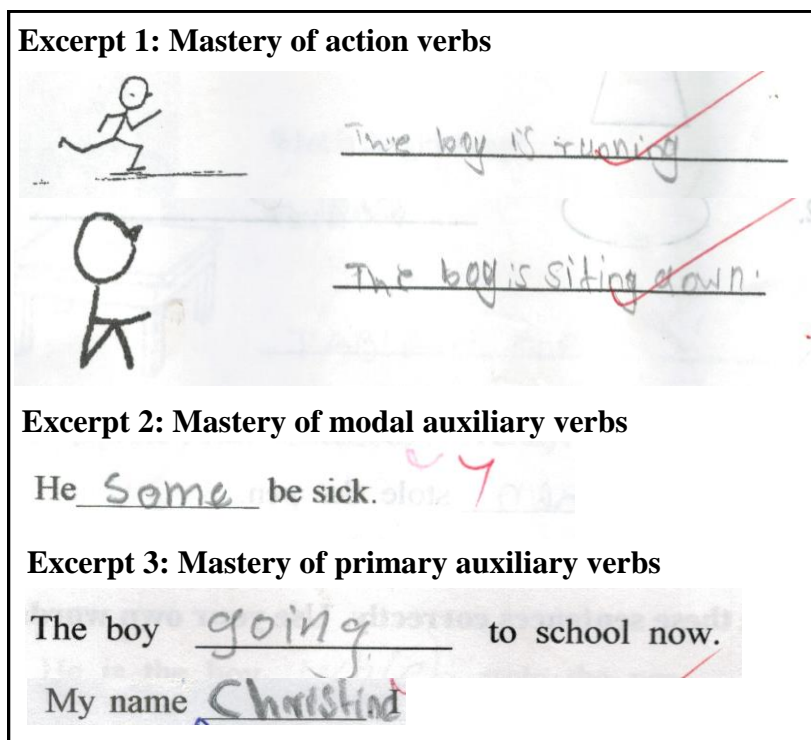 Excerpt 1: Mastery of action verbs
The boy is running
The boy is siting down.
Excerpt 2: Mastery of modal auxiliary verbs
He some be sick.
Excerpt 3: Mastery of primary auxiliary verbs
The boy going to school now.
My name Christina